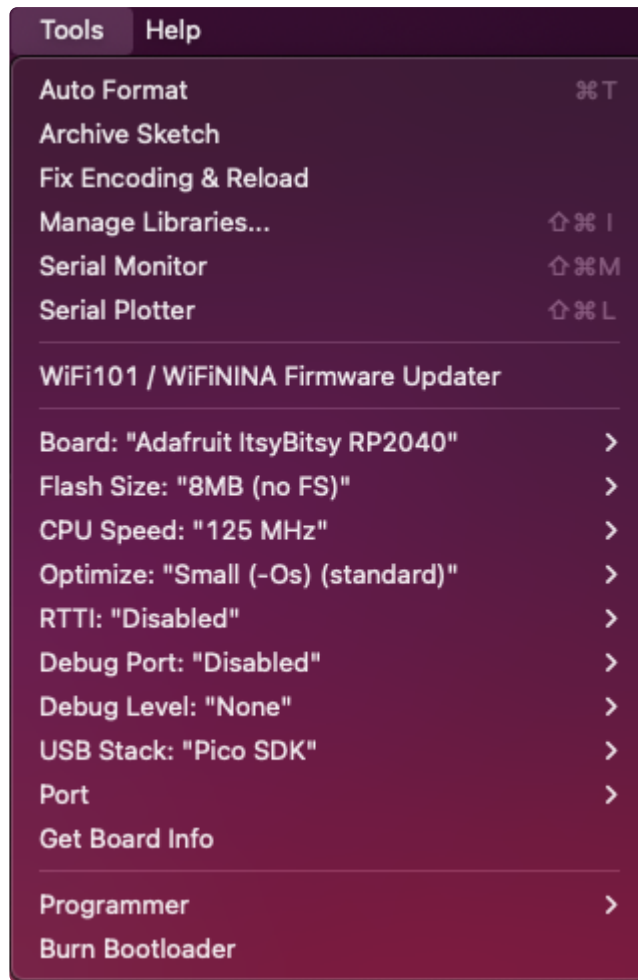 Tools Help
Auto Format ⌘T
Archive Sketch
Fix Encoding & Reload
Manage Libraries... ⇧⌘I
Serial Monitor ⇧⌘M
Serial Plotter ⇧⌘L
WiFi101 / WiFiNINA Firmware Updater
Board: "Adafruit ItsyBitsy RP2040"
Flash Size: "8MB (no FS)"
CPU Speed: "125 MHz"
Optimize: "Small (-Os) (standard)"
RTTI: "Disabled"
Debug Port: "Disabled"
Debug Level: "None"
USB Stack: "Pico SDK"
Port
Get Board Info
Programmer
Burn Bootloader